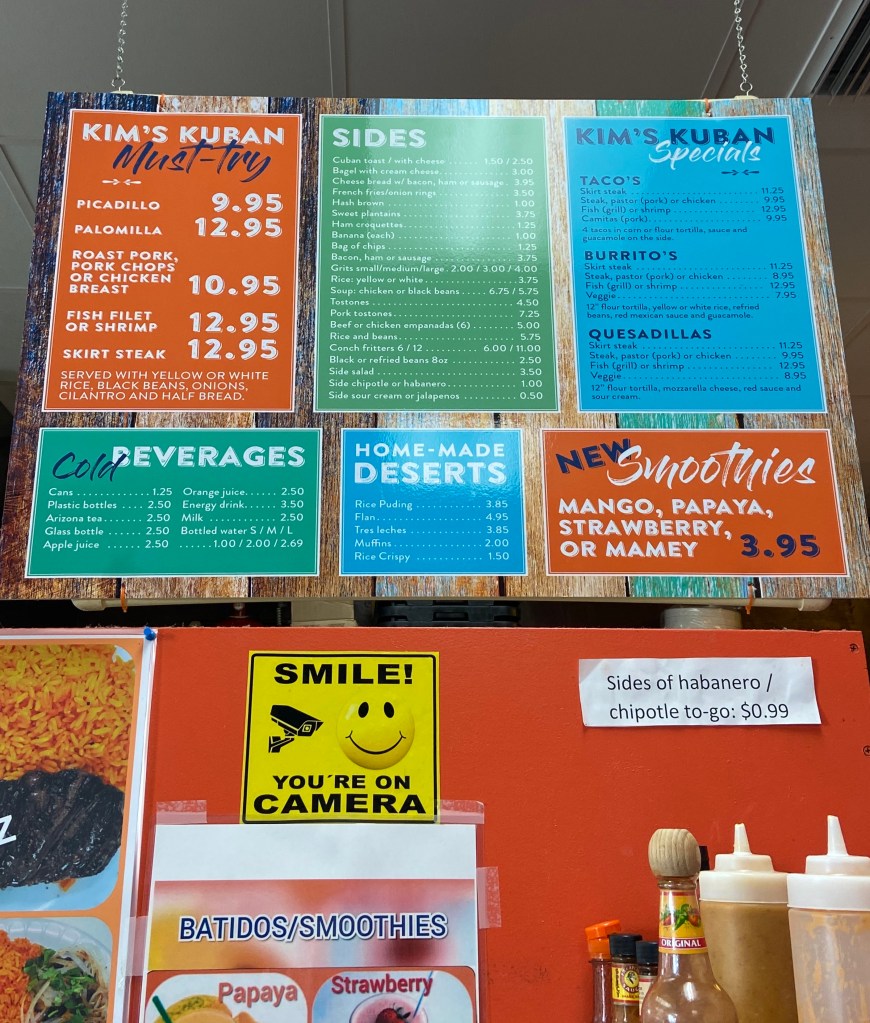 KIM'S KUBAN
Must-try
PICADILLO 9.95
PALOMILLA 12.95
ROAST PORK,
PORK CHOPS
OR CHICKEN
BREAST 10.95
FISH FILET
OR SHRIMP 12.95
SKIRT STEAK 12.95
SERVED WITH YELLOW OR WHITE
RICE, BLACK BEANS, ONIONS,
CILANTRO AND HALF BREAD.
SIDES
Cuban toast / with cheese ........ 1.50 / 2.50
Bagel with cream cheese............ 3.00
Cheese bread w/ bacon, ham or sausage. 3.95
French fries/onion rings ............ 3.50
Hash brown ............ 1.00
Sweet plantains ............ 3.75
Ham croquettes............ 1.25
Banana (each) ............ 1.00
Bag of chips ............ 1.25
Bacon, ham or sausage ............ 3.75
Grits small/medium/large . 2.00 / 3.00 / 4.00
Rice: yellow or white............ 3.75
Soup: chicken or black beans ..... 6.75 / 5.75
Tostones ............ 4.50
Pork tostones............ 7.25
Beef or chicken empanadas (6) ........ 5.00
Rice and beans............ 5.75
Conch fritters 6 / 12 ............ 6.00 / 11.00
Black or refried beans 8oz ............ 2.50
Side salad ............ 3.50
Side chipotle or habanero............ 1.00
Side sour cream or jalapenos ........ 0.50
KIM'S KUBAN
Specials
TACO'S
Skirt steak ............ 11.25
Steak, pastor (pork) or chicken ........ 9.95
Fish (grill) or shrimp ............ 12.95
Carnitas (pork)............ 9.95
4 tacos in corn or flour tortilla, sauce and
guacamole on the side.
BURRITO'S
Skirt steak ............ 11.25
Steak, pastor (pork) or chicken ........ 8.95
Fish (grill) or shrimp ............ 12.95
Veggie............ 7.95
12" flour tortilla, yellow or white rice, refried
beans, red mexican sauce and guacamole.
QUESADILLAS
Skirt steak ............ 11.25
Steak, pastor (pork) or chicken ........ 9.95
Fish (grill) or shrimp ............ 12.95
Veggie............ 8.95
12" flour tortilla, mozzarella cheese, red sauce and
sour cream.
Cold BEVERAGES
Cans ............ 1.25 Orange juice...... 2.50
Plastic bottles .... 2.50 Energy drink...... 3.50
Arizona tea....... 2.50 Milk ............ 2.50
Glass bottle ..... 2.50 Bottled water S / M / L
Apple juice ..... 2.50 ......1.00 / 2.00 / 2.69
HOME-MADE
DESERTS
Rice Puding ............ 3.85
Flan............ 4.95
Tres leches ............ 3.85
Muffins ............ 2.00
Rice Crispy ............ 1.50
NEW Smoothies
MANGO, PAPAYA,
STRAWBERRY,
OR MAMEY 3.95
SMILE!
YOU'RE ON
CAMERA
Sides of habanero /
chipotle to-go: $0.99
Z
BATIDOS/SMOOTHIES
Papaya
Strawberry
ORIGINAL